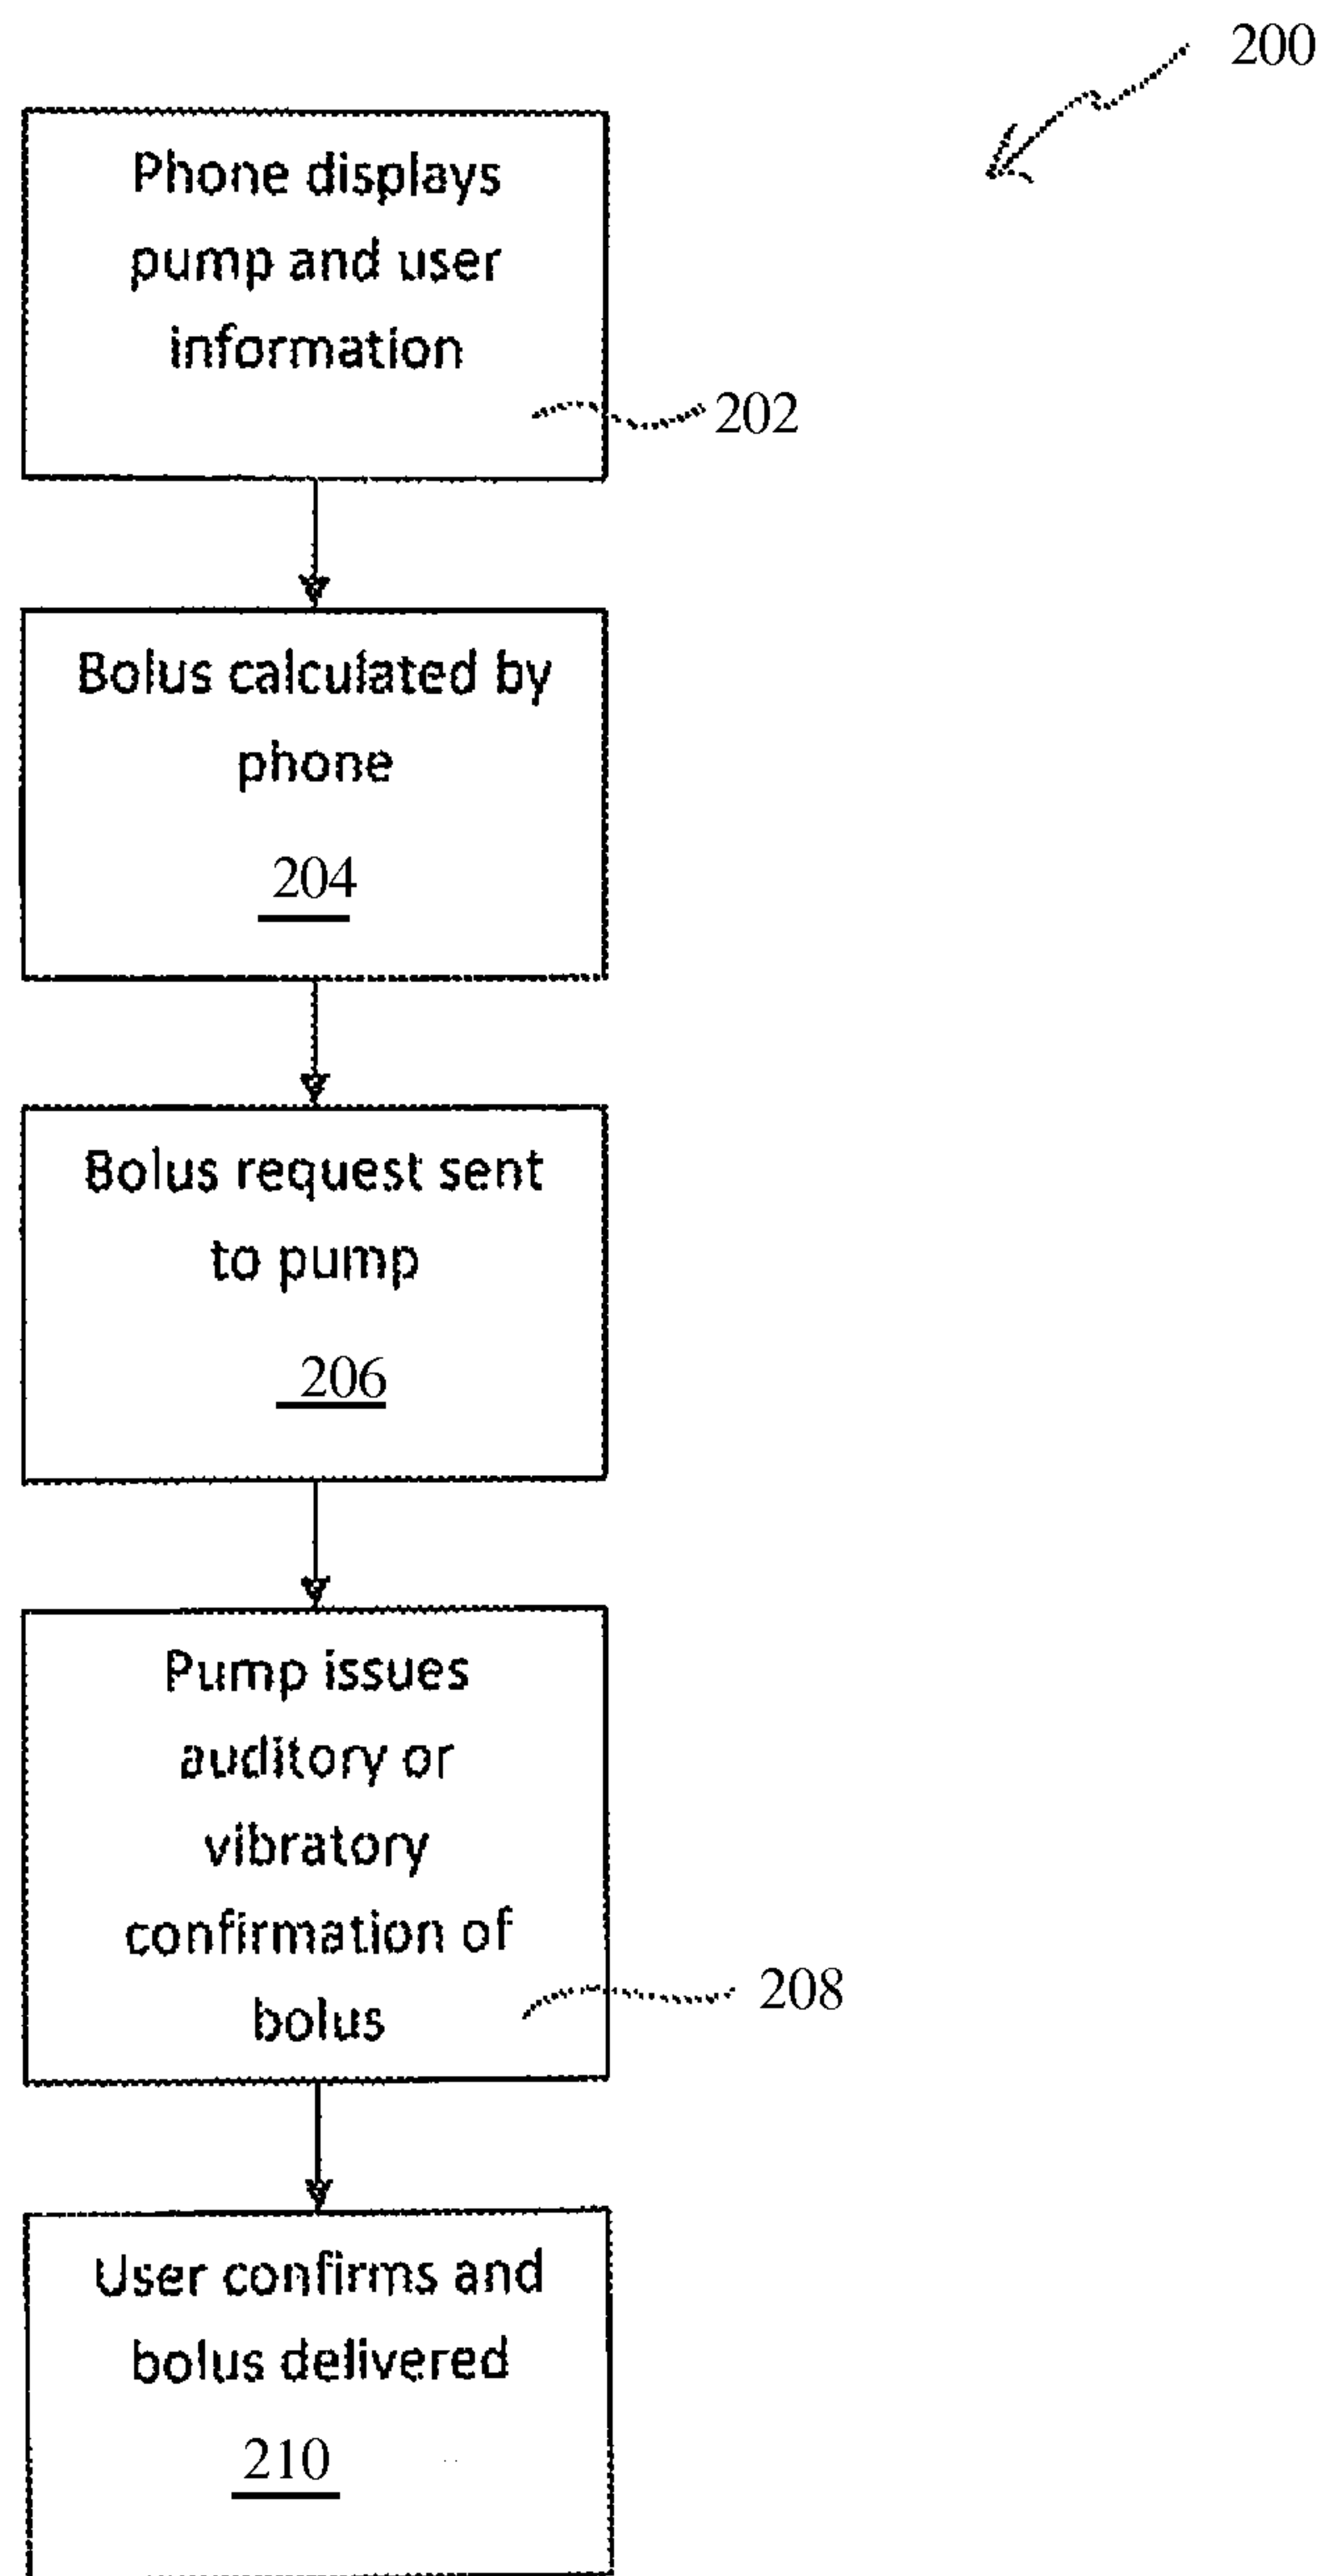 200
Phone displays
pump and user
information
202
Bolus calculated by
phone
204
Bolus request sent
to pump
206
Pump issues
auditory or
vibratory
confirmation of
bolus
208
User confirms and
bolus delivered
210